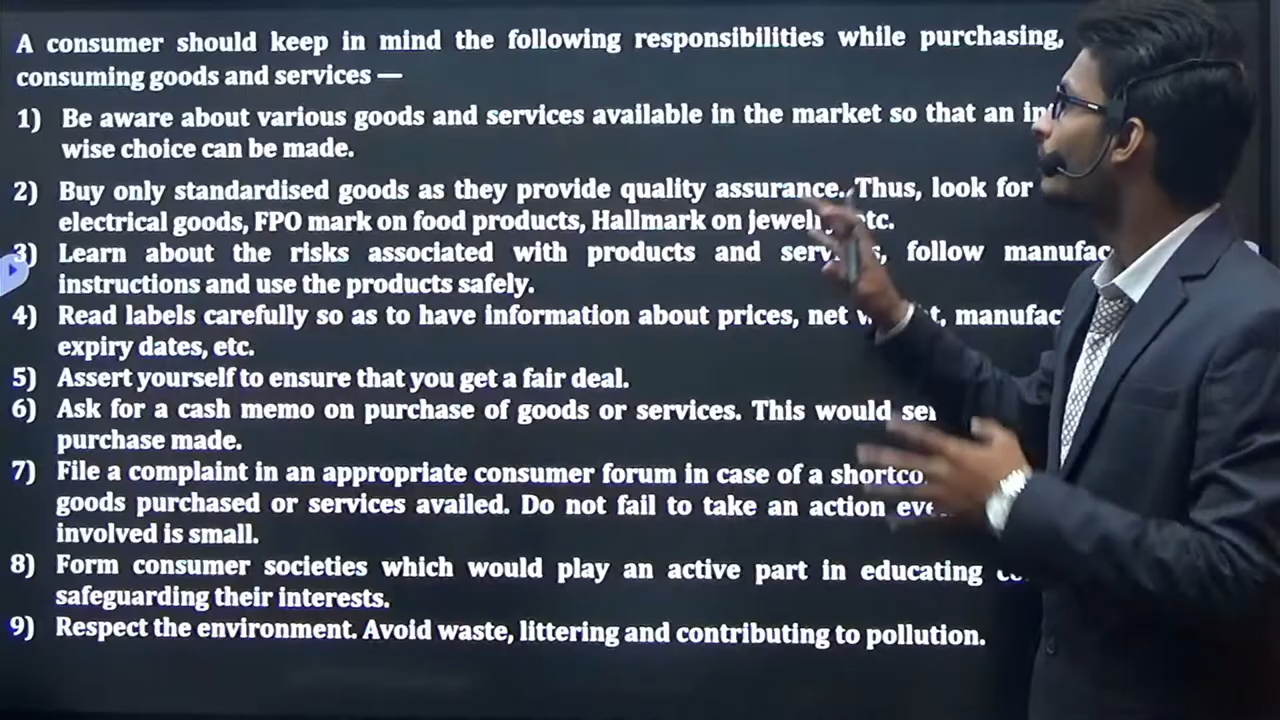 A consumer should keep in mind the following responsibilities while purchasing,
consuming goods and services —
1) Be aware about various goods and services available in the market so that an
wise choice can be made.
2) Buy only standardised goods as they provide quality assurance. Thus, look for
electrical goods, FPO mark on food products, Hallmark on etc.
3) Learn about the risks associated with products and follow
instructions and use the products safely.
4) Read labels carefully so as to have information about prices, net
expiry dates, etc.
5) Assert yourself to ensure that you get a fair deal.
6) Ask for a cash memo on purchase of goods or services. This would
purchase made.
7) File a complaint in an appropriate consumer forum in case of a
goods purchased or services availed. Do not fail to take an action
involved is small.
8) Form consumer societies which would play an active part in educating
safeguarding their interests.
9) Respect the environment. Avoid waste, littering and contributing to pollution.